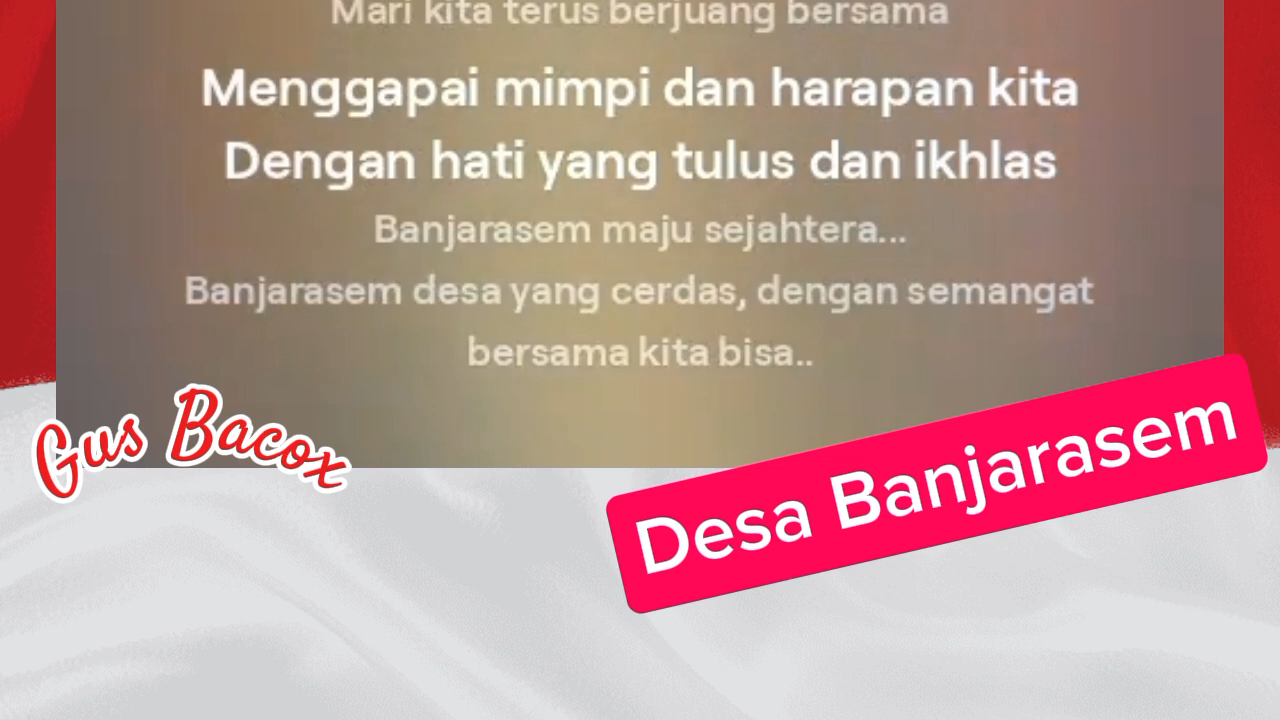 Mari kita terus berjuang bersama
Menggapai mimpi dan harapan kita
Dengan hati yang tulus dan ikhlas
Banjarasem maju sejahtera...
Banjarasem desa yang cerdas, dengan semangat
bersama kita bisa..
Gus Bacox
Desa Banjarasem